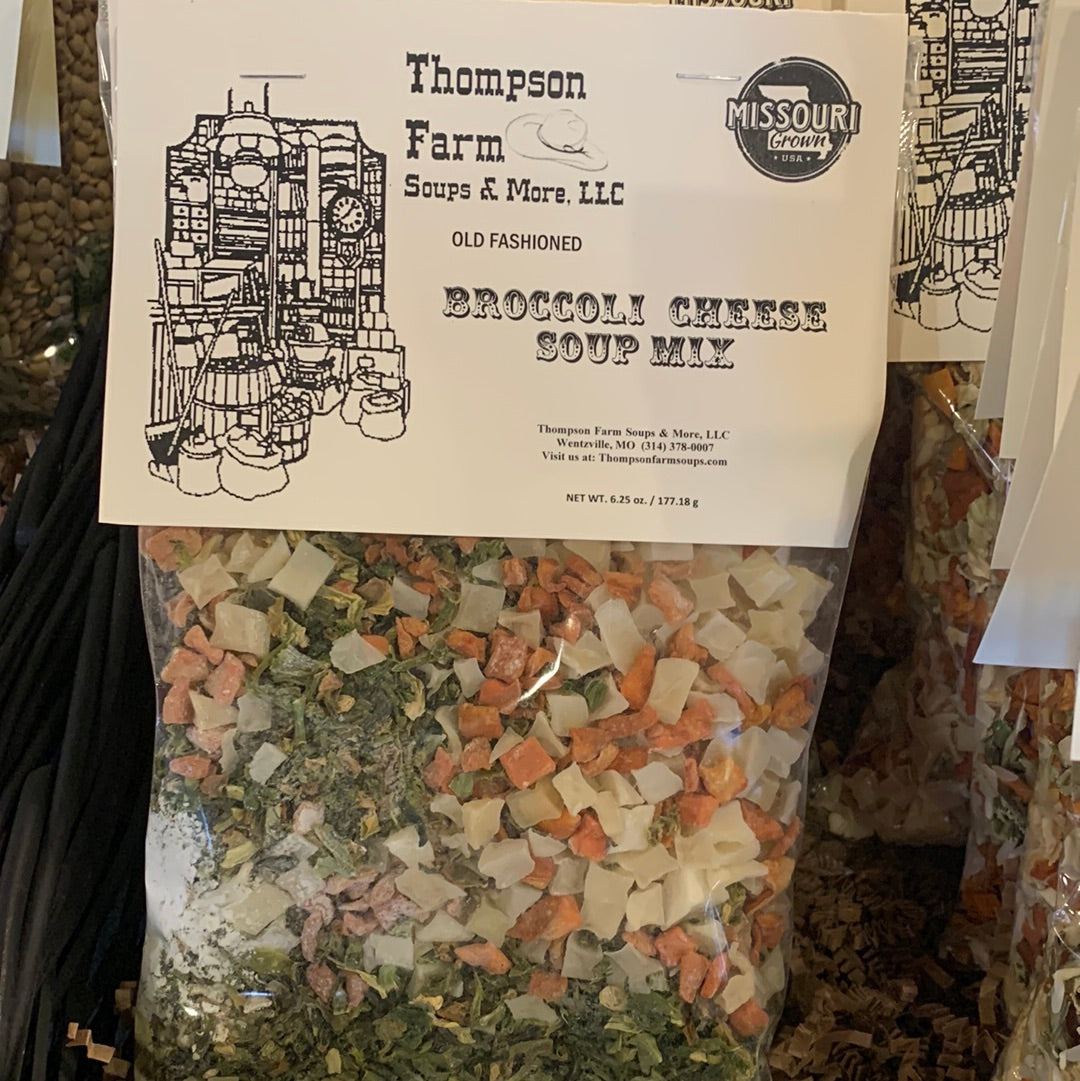 Thompson
Farm
Soups & More, LLC
MISSOURI
Grown
USA
OLD FASHIONED
BROCCOLI CHEESE
SOUP MIX
Thompson Farm Soups & More, LLC
Wentzville, MO (314) 378-0007
Visit us at: Thompsonfarmsoups.com
NET WT. 6.25 oz. / 177.18 g